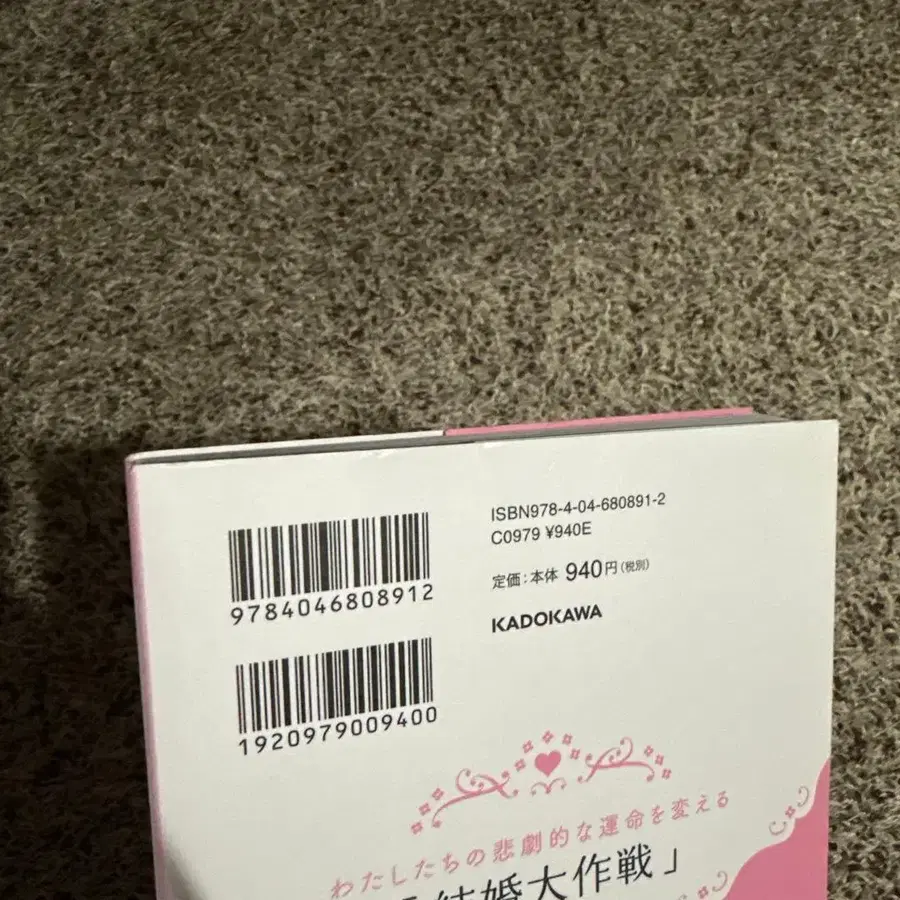 ISBN978-4-04-680891-2
C0979 ¥940E
定価:本体 940円(税別)
KADOKAWA
9784046808912
1920979009400
わたしたちの悲劇的な運命を変える
結婚大作戦」